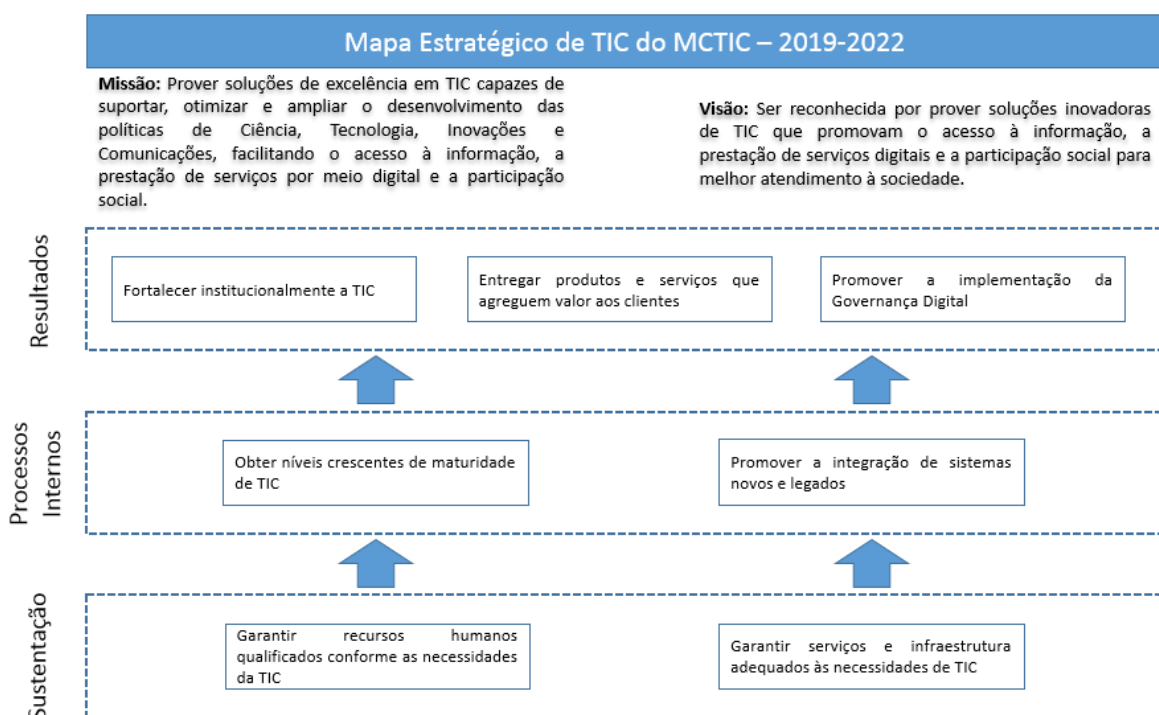 Mapa Estratégico de TIC do MCTIC – 2019-2022
Missão: Prover soluções de excelência em TIC capazes de
suportar, otimizar e ampliar o desenvolvimento das
políticas de Ciência, Tecnologia, Inovações e
Comunicações, facilitando o acesso à informação, a
prestação de serviços por meio digital e a participação
social.
Visão: Ser reconhecida por prover soluções inovadoras
de TIC que promovam o acesso à informação, a
prestação de serviços digitais e a participação social para
melhor atendimento à sociedade.
Resultados
Fortalecer institucionalmente a TIC
Entregar produtos e serviços que
agreguem valor aos clientes
Promover a implementação da
Governança Digital
Processos
Internos
Obter níveis crescentes de maturidade
de TIC
Promover a integração de sistemas
novos e legados
Sustentação
Garantir recursos humanos
qualificados conforme as necessidades
da TIC
Garantir serviços e infraestrutura
adequados às necessidades de TIC